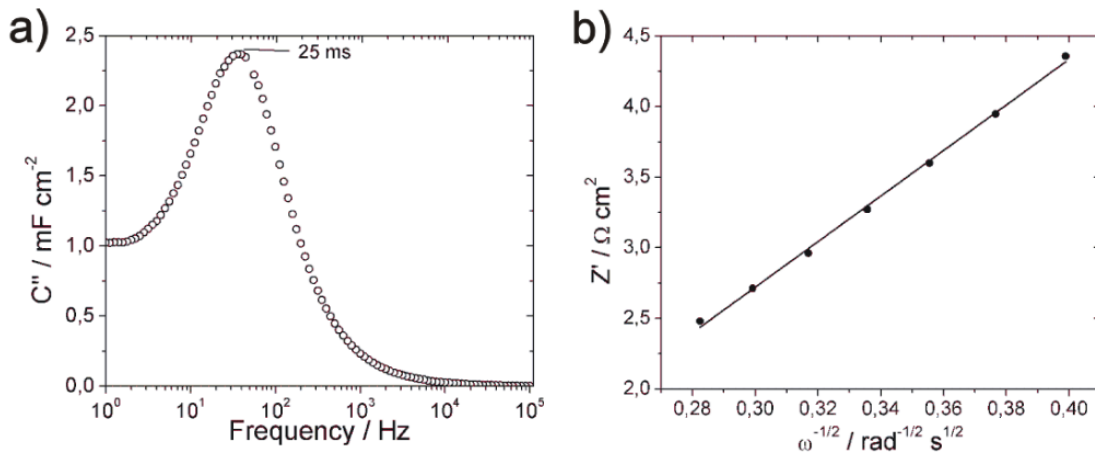 a)
2,5
2,0
1,5
1,0
0,5
0,0
C'' / mF cm⁻²
25 ms
10⁰ 10¹ 10² 10³ 10⁴ 10⁵
Frequency / Hz
b)
4,5
4,0
3,5
3,0
2,5
2,0
Z' / Ω cm²
0,28 0,30 0,32 0,34 0,36 0,38 0,40
ω⁻¹/² / rad⁻¹/² s¹/²